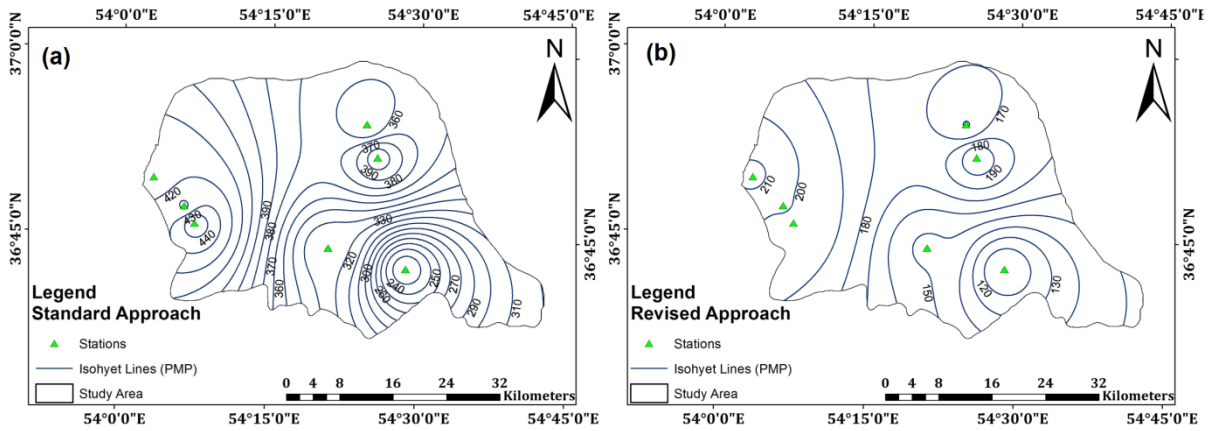 54°0'0"E 54°15'0"E 54°30'0"E 54°45'0"E
37°0'0"N
(a)
N
360
370
390
380
420
430
440
390
380
370
360
330
320
300
260
240
250
270
290
310
36°45'0"N
Legend
Standard Approach
Stations
Isohyet Lines (PMP)
Study Area
0 4 8 16 24 32
Kilometers
54°0'0"E 54°15'0"E 54°30'0"E 54°45'0"E
54°0'0"E 54°15'0"E 54°30'0"E 54°45'0"E
37°0'0"N
(b)
N
170
180
190
210
200
180
150
120
130
36°45'0"N
Legend
Revised Approach
Stations
Isohyet Lines (PMP)
Study Area
0 4 8 16 24 32
Kilometers
54°0'0"E 54°15'0"E 54°30'0"E 54°45'0"E
36°45'0"N